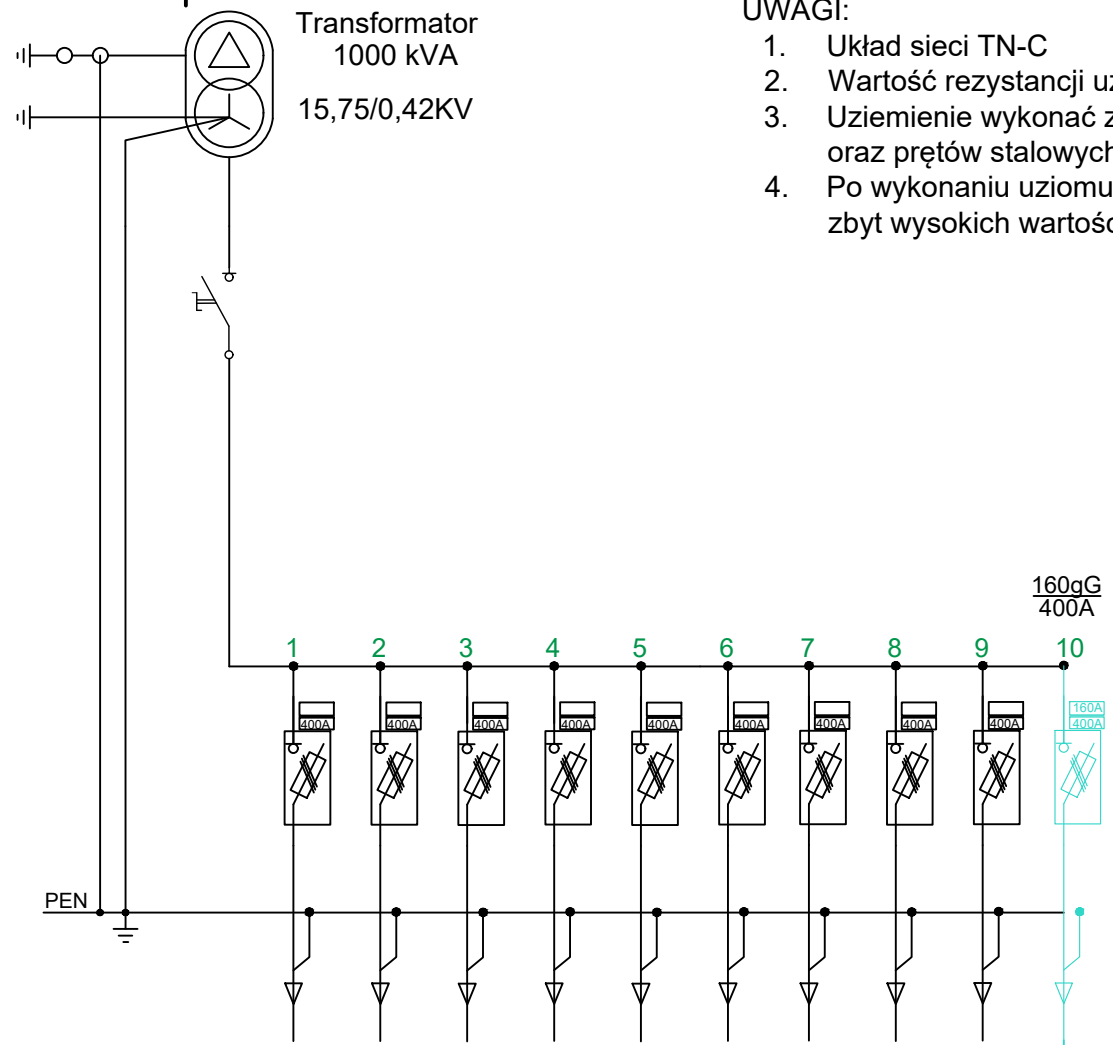 Transformator
1000 kVA
15,75/0,42KV
UWAGI:
1. Układ sieci TN-C
2. Wartość rezystancji
3. Uziemienie wykonać
oraz prętów stalowych
4. Po wykonaniu uziomu
zbyt wysokich
160gG
400A
1 2 3 4 5 6 7 8 9 10
160A
400A 400A 400A 400A 400A 400A 400A 400A 400A 400A
PEN